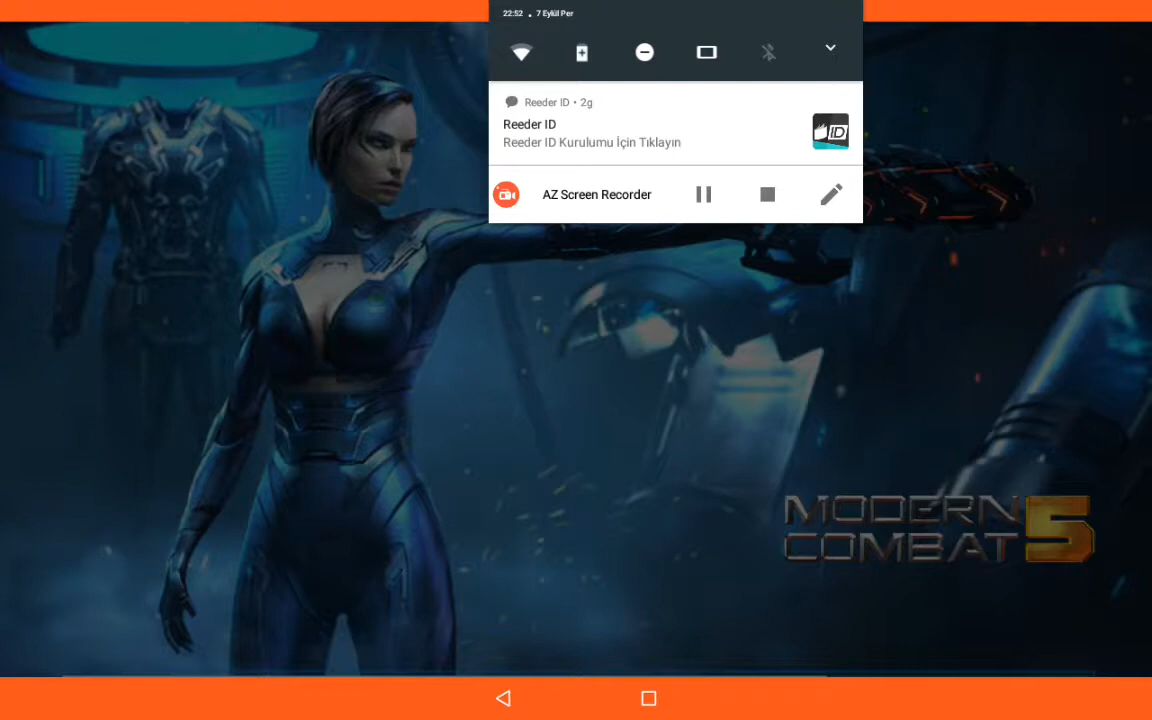 22:52 • 7 Eylül Per
Reeder ID • 2g
Reeder ID
Reeder ID Kurulumu İçin Tıklayın
ID
AZ Screen Recorder
MODERN
COMBAT 5